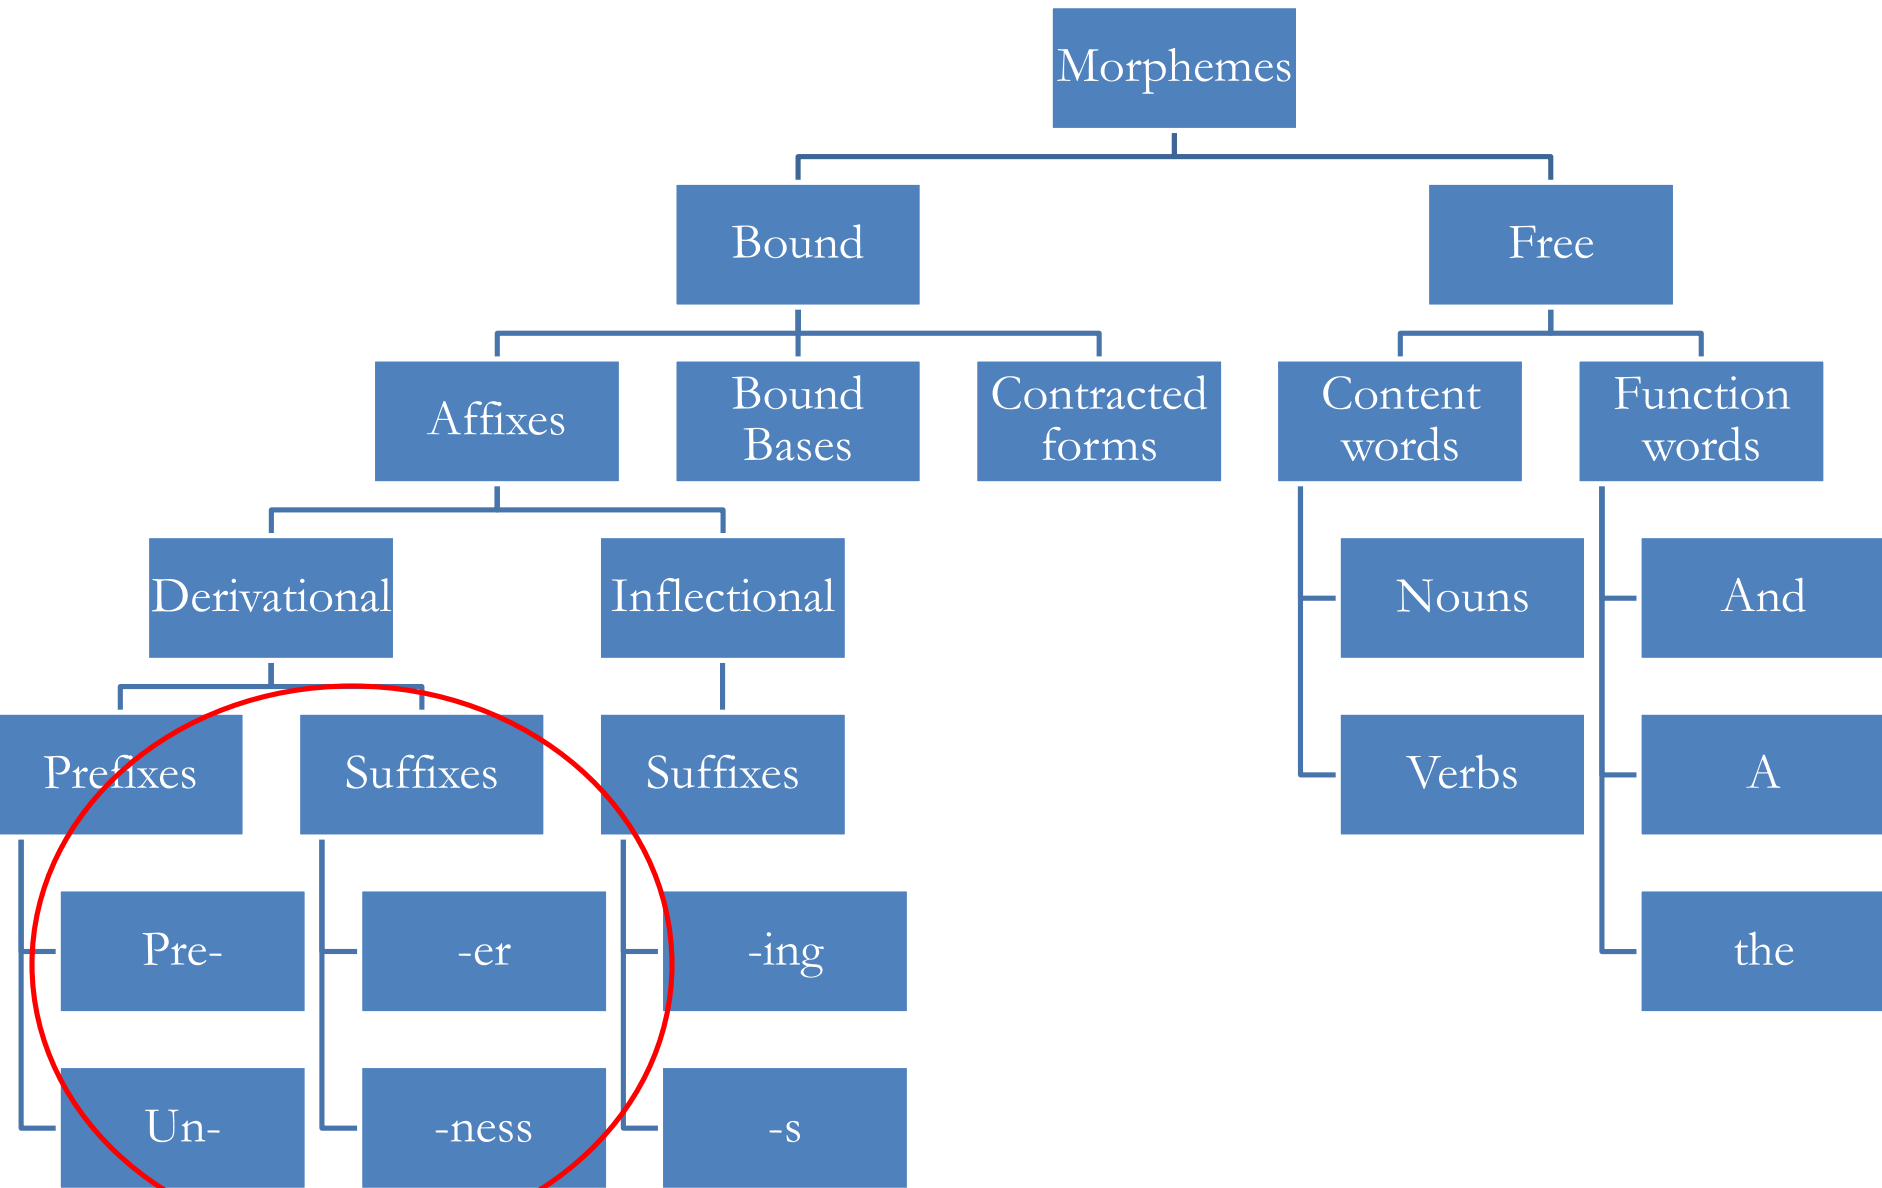 Morphemes
Bound
Free
Affixes
Bound
Bases
Contracted
forms
Content
words
Function
words
Derivational
Inflectional
Nouns
And
Prefixes
Suffixes
Suffixes
Verbs
A
Pre-
-er
-ing
the
Un-
-ness
-s